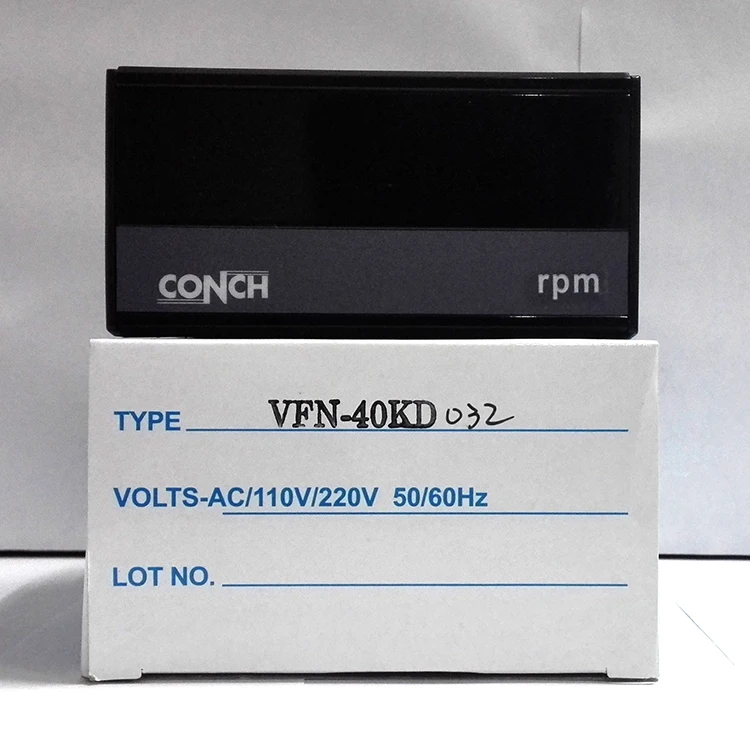 CONCH rpm
TYPE VFN-40KD 032
VOLTS-AC/110V/220V 50/60Hz
LOT NO.